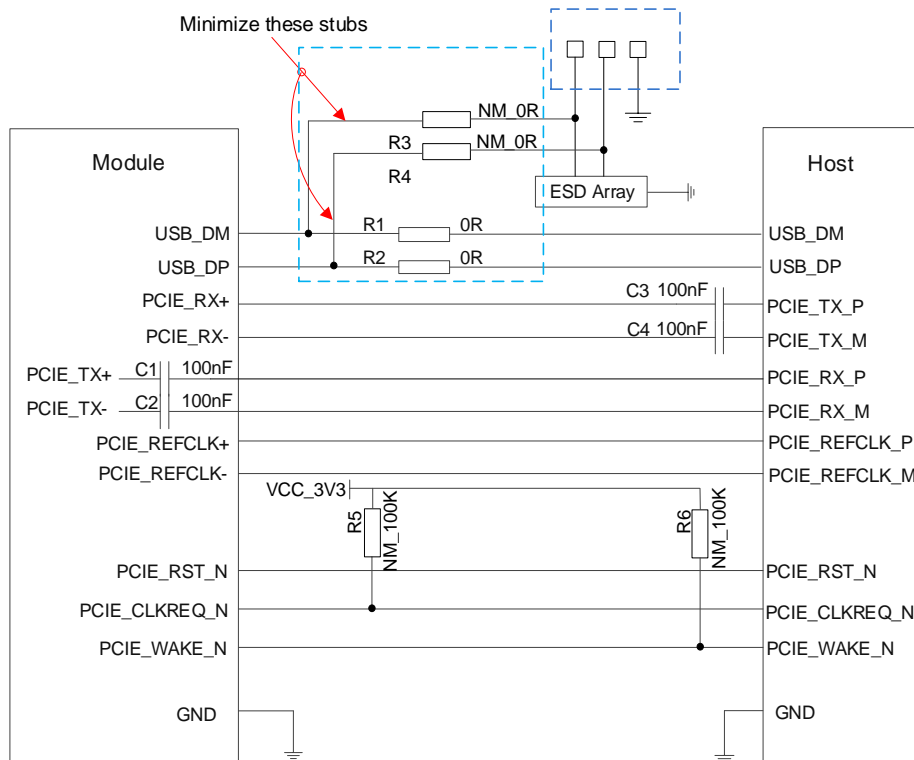 Minimize these stubs
NM_0R
R3 NM_0R
R4
Module
Host
ESD Array
USB_DM R1 0R USB_DM
USB_DP R2 0R USB_DP
PCIE_RX+ C3 100nF PCIE_TX_P
PCIE_RX- C4 100nF PCIE_TX_M
PCIE_TX+ C1 100nF PCIE_RX_P
PCIE_TX- C2 100nF PCIE_RX_M
PCIE_REFCLK+ PCIE_REFCLK_P
PCIE_REFCLK- PCIE_REFCLK_M
VCC_3V3
R5
NM_100K
R6
NM_100K
PCIE_RST_N PCIE_RST_N
PCIE_CLKREQ_N PCIE_CLKREQ_N
PCIE_WAKE_N PCIE_WAKE_N
GND GND